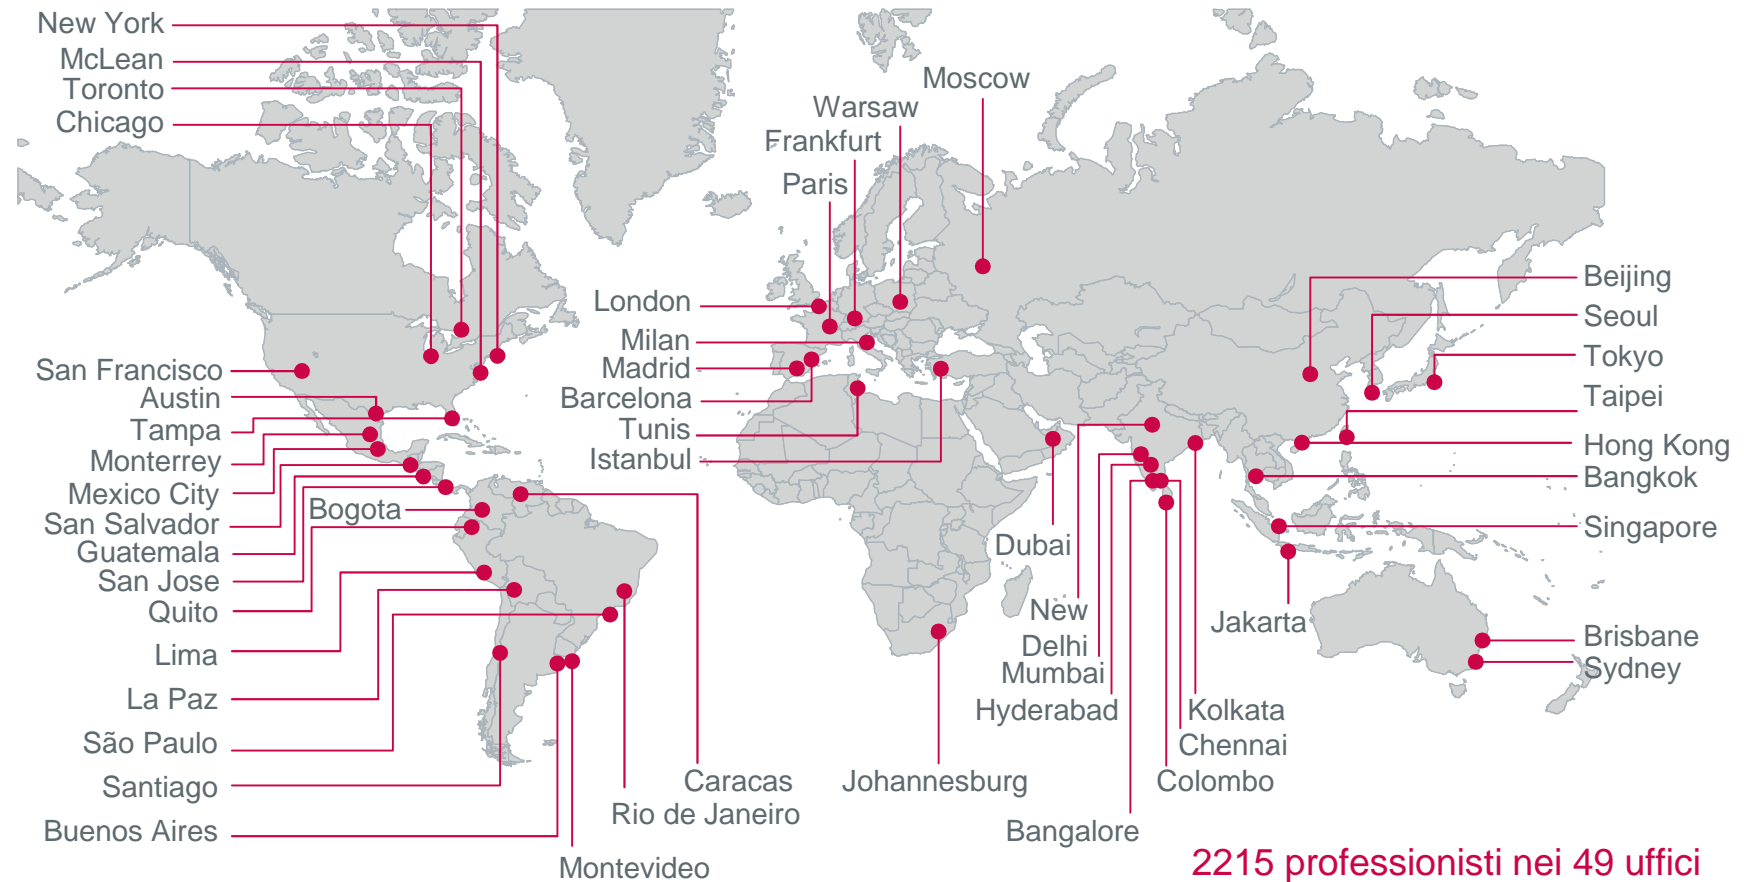 New York
McLean
Toronto
Chicago
San Francisco
Austin
Tampa
Monterrey
Mexico City
San Salvador
Guatemala
San Jose
Quito
Lima
La Paz
São Paulo
Santiago
Buenos Aires
Bogota
Caracas
Rio de Janeiro
Montevideo
Moscow
Warsaw
Frankfurt
Paris
London
Milan
Madrid
Barcelona
Tunis
Istanbul
Johannesburg
Dubai
New
Delhi
Mumbai
Hyderabad
Bangalore
Kolkata
Chennai
Colombo
Jakarta
Beijing
Seoul
Tokyo
Taipei
Hong Kong
Bangkok
Singapore
Brisbane
Sydney
2215 professionisti nei 49 uffici